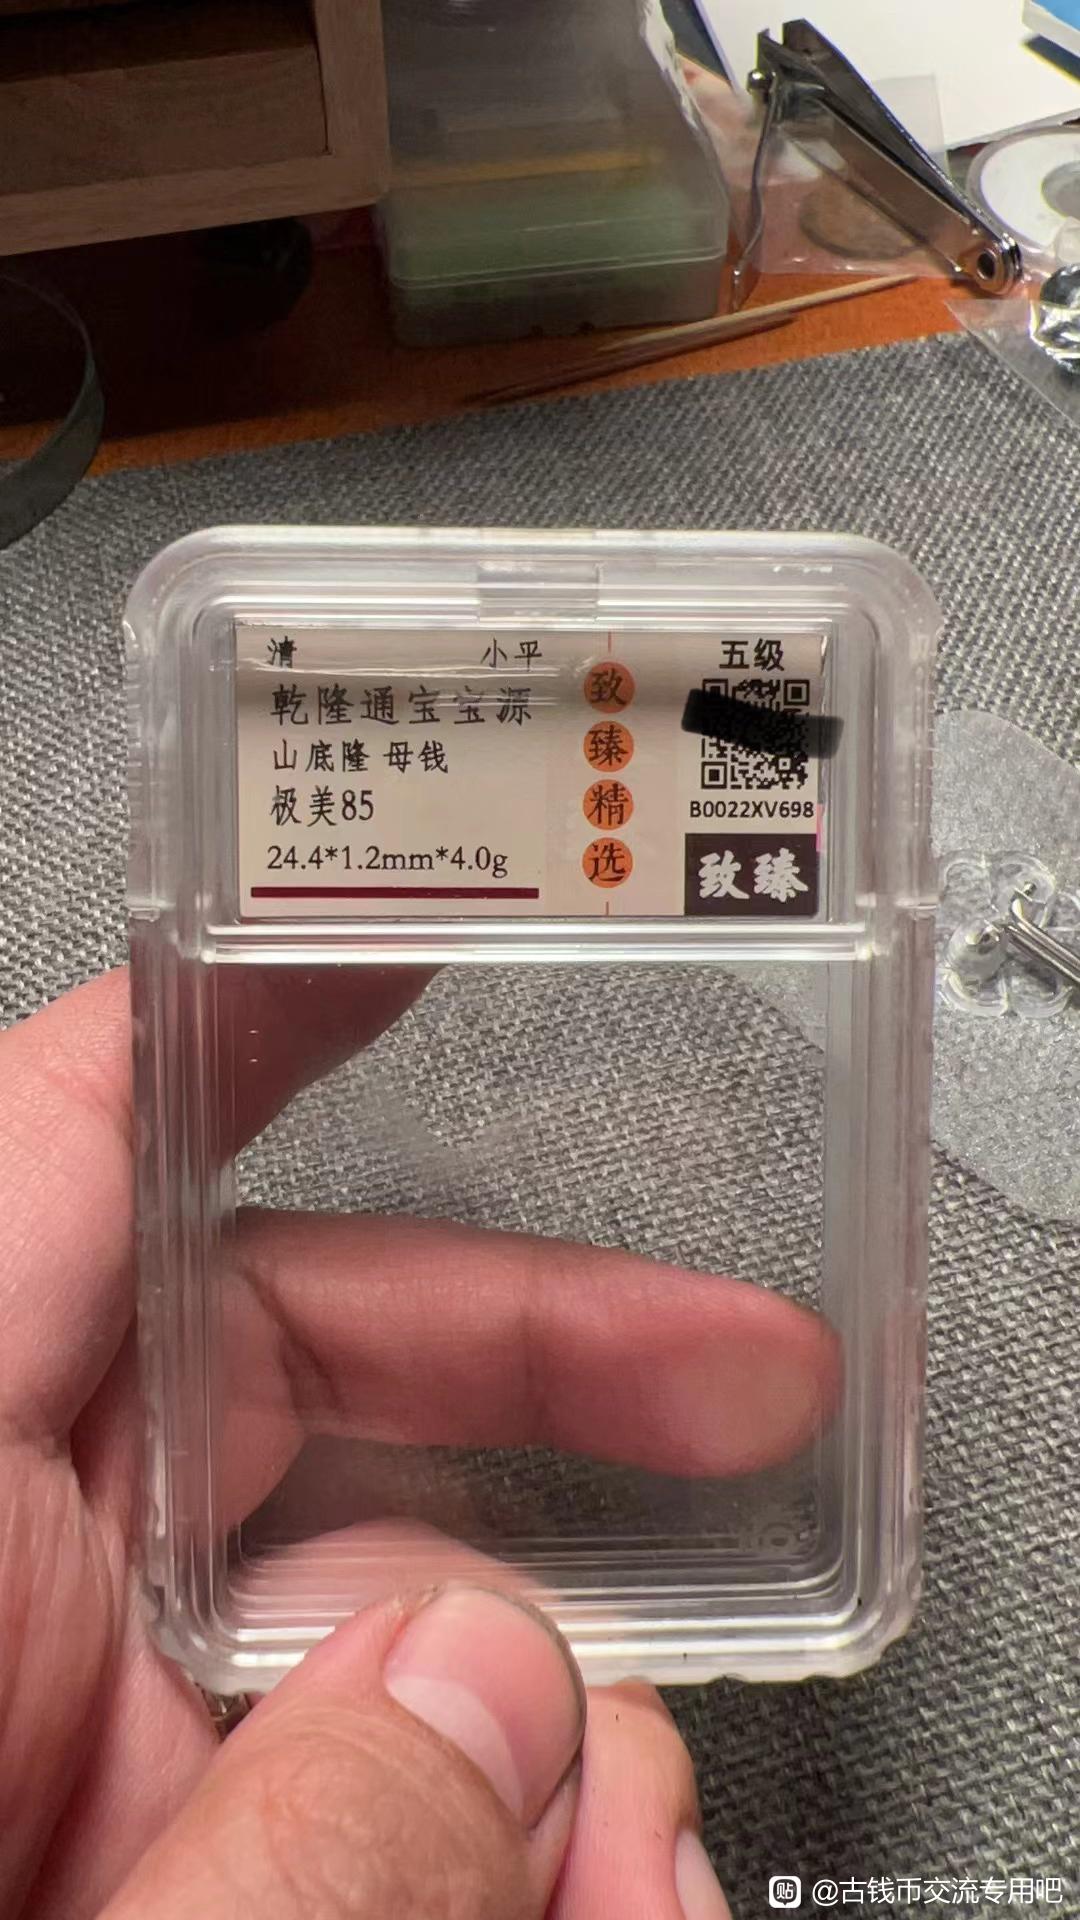 清 小平
乾隆通宝宝源
山底隆 母钱
极美85
24.4*1.2mm*4.0g
致臻精选
五级
B0022XV698
致臻
贴 @古钱币交流专用吧